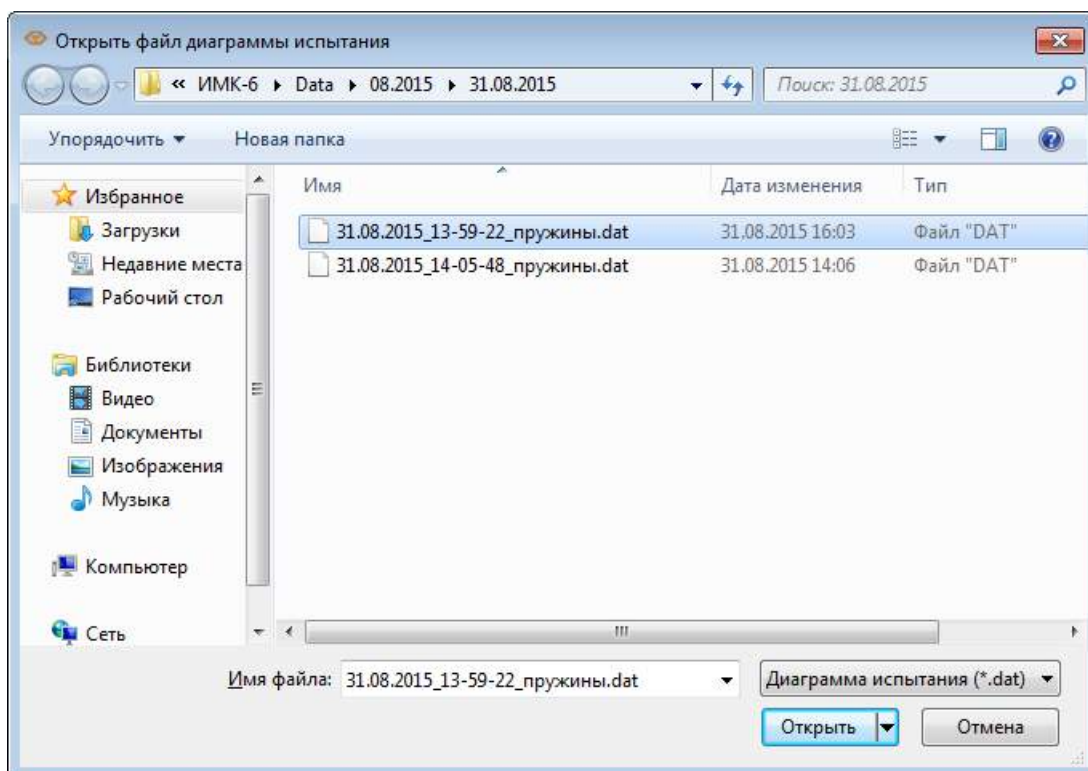 Открыть файл диаграммы испытания
« ИМК-6 Data 08.2015 31.08.2015 Поиск: 31.08.2015
Упорядочить Новая папка
Избранное
Загрузки
Недавние места
Рабочий стол
Библиотеки
Видео
Документы
Изображения
Музыка
Компьютер
Сеть
Имя Дата изменения Тип
31.08.2015_13-59-22_пружины.dat 31.08.2015 16:03 Файл "DAT"
31.08.2015_14-05-48_пружины.dat 31.08.2015 14:06 Файл "DAT"
Имя файла: 31.08.2015_13-59-22_пружины.dat Диаграмма испытания (*.dat)
Открыть Отмена